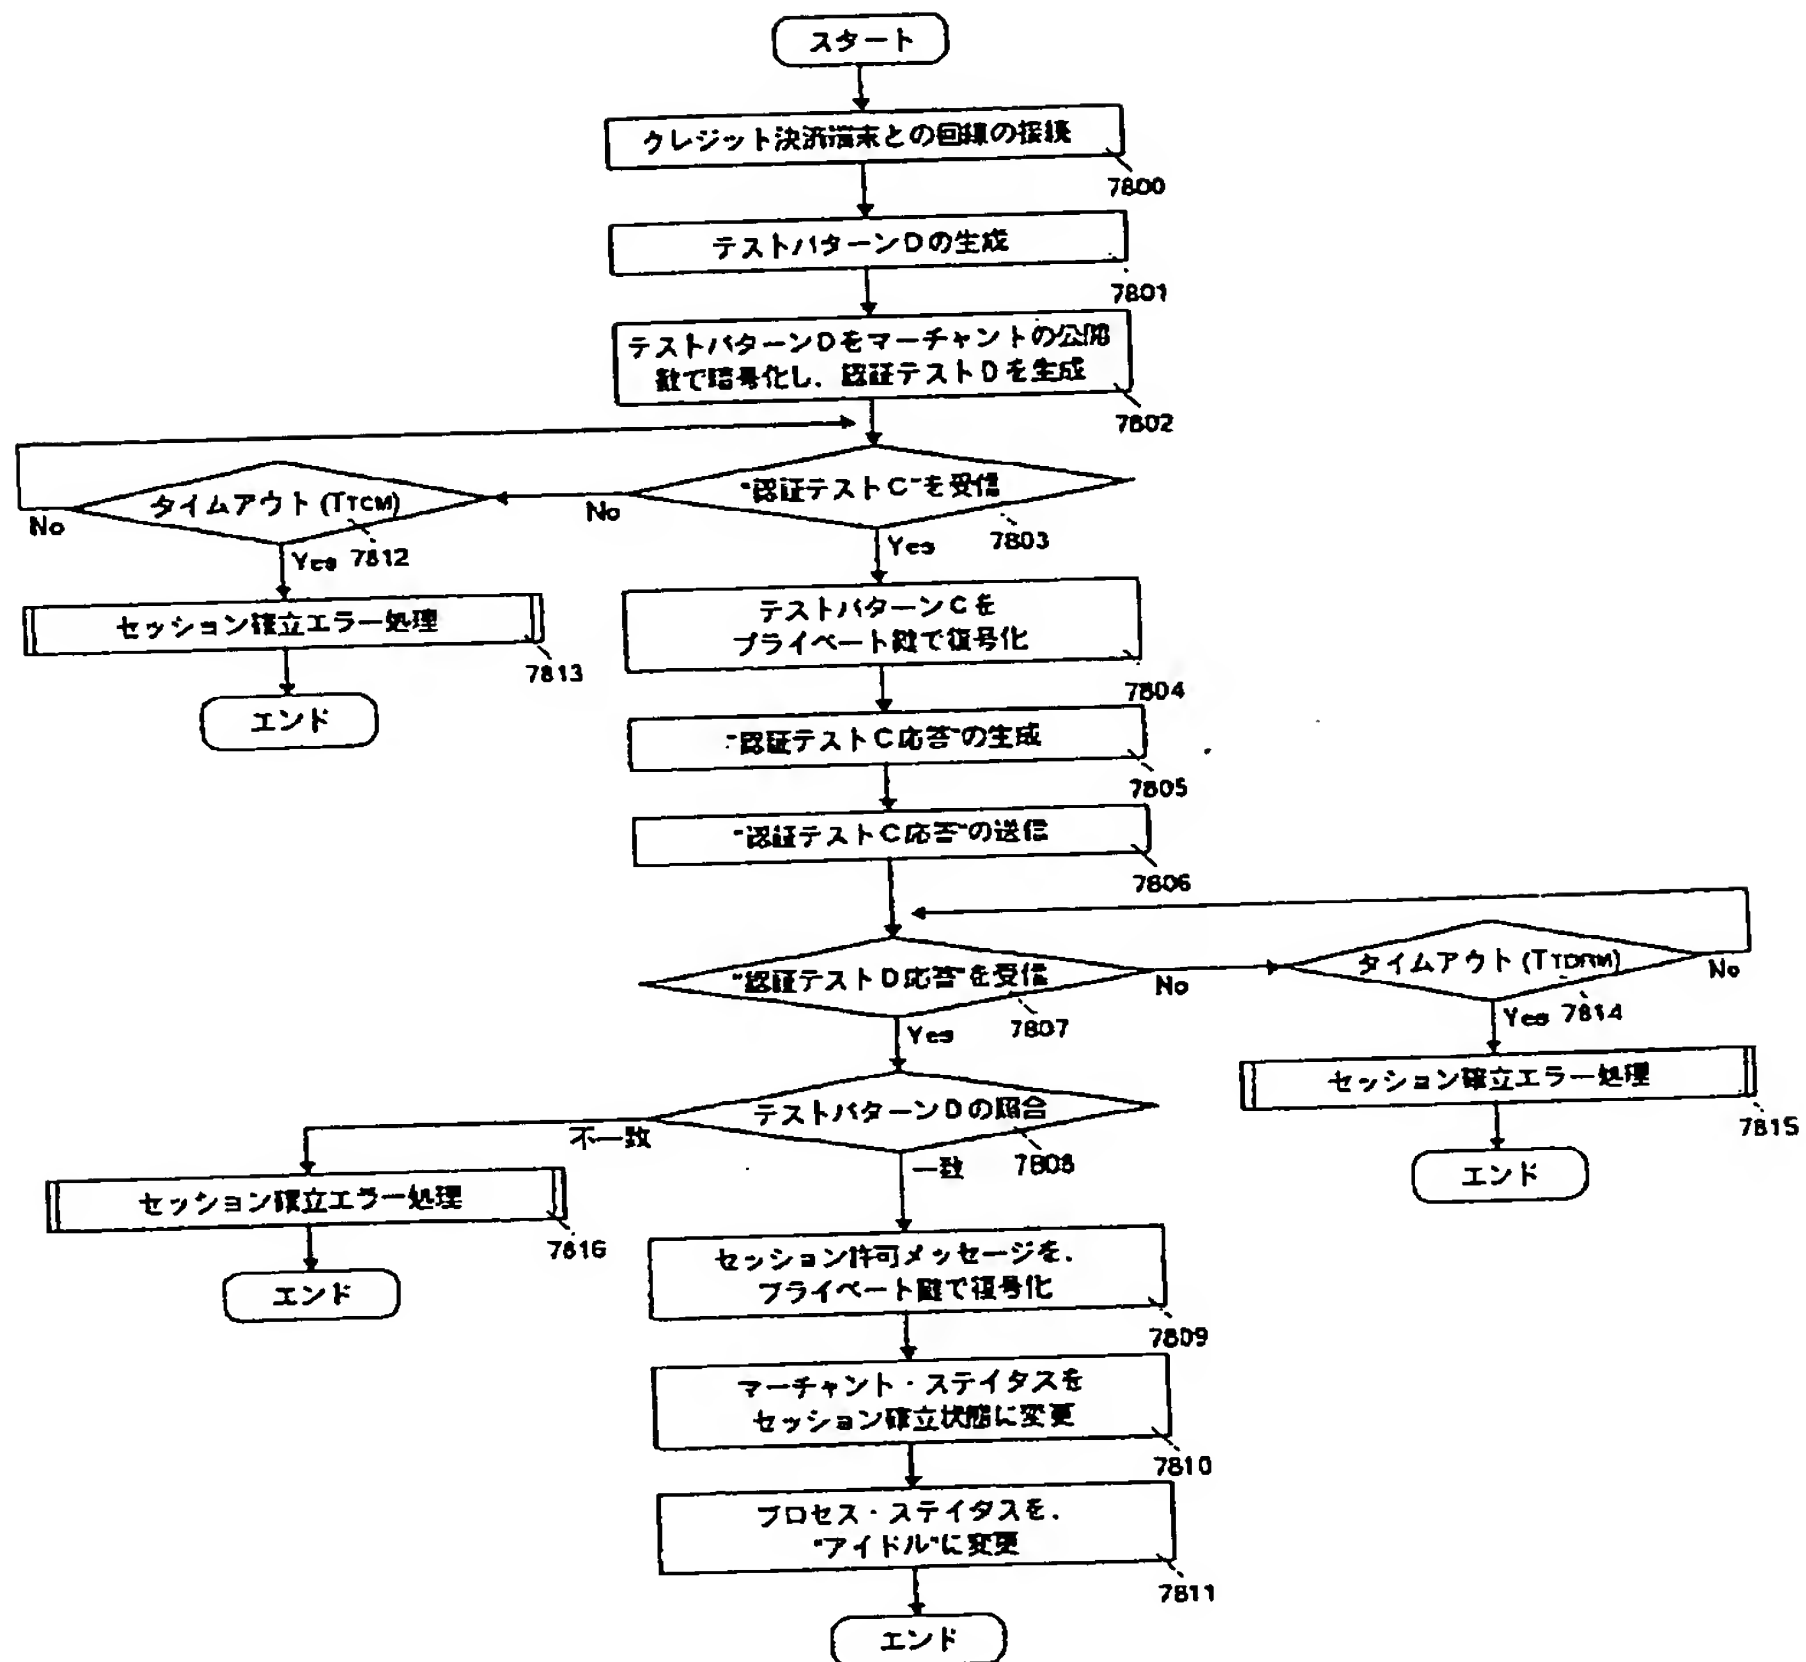 スタート
クレジット決済端末との回線の接続
7800
テストパターンDの生成
7801
テストパターンDをマーチャントの公開
鍵で暗号化し、認証テストDを生成
7802
"認証テストC"を受信
7803
No
Yes
タイムアウト (TTCM)
7812
No
Yes
セッション確立エラー処理
7813
エンド
テストパターンCを
プライベート鍵で復号化
7804
"認証テストC応答"の生成
7805
"認証テストC応答"の送信
7806
"認証テストD応答"を受信
7807
No
Yes
タイムアウト (TTDRM)
7814
No
Yes
セッション確立エラー処理
7815
エンド
テストパターンDの照合
7808
不一致
一致
セッション確立エラー処理
7816
エンド
セッション許可メッセージを、
プライベート鍵で復号化
7809
マーチャント・ステイタスを
セッション確立状態に変更
7810
プロセス・ステイタスを、
"アイドル"に変更
7811
エンド